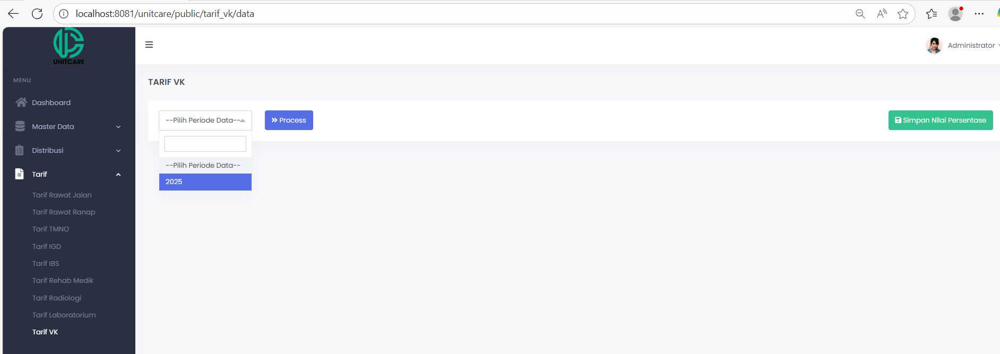 localhost:8081/unitcare/public/tarif_vk/data
UNITCARE
Administrator
MENU
TARIF VK
Dashboard
--Pilih Periode Data--
Process
Simpan Nilai Persentase
Master Data
Distribusi
--Pilih Periode Data--
Tarif
2025
Tarif Rawat Jalan
Tarif Rawat Ranap
Tarif TMNO
Tarif IGD
Tarif IBS
Tarif Rehab Medik
Tarif Radiologi
Tarif Laboratorium
Tarif VK